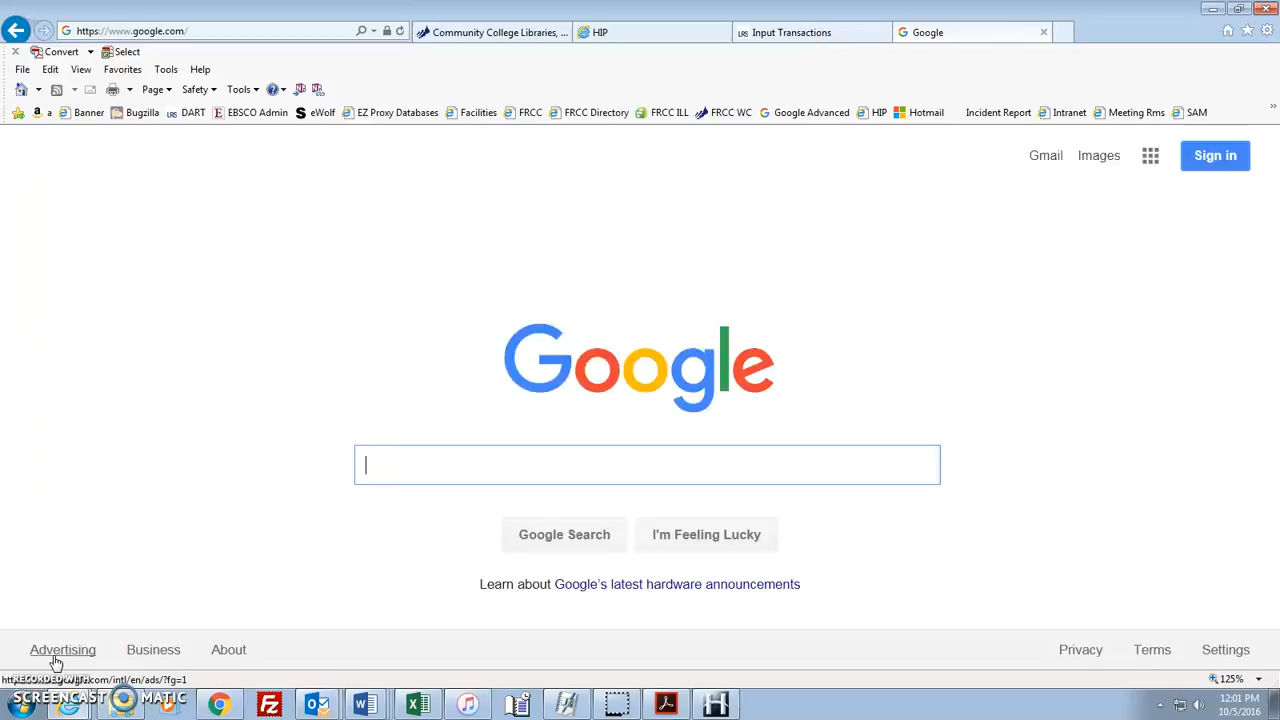 https://www.google.com/
Community College Libraries, ...
HIP
Input Transactions
Google
Convert
Select
File Edit View Favorites Tools Help
Page Safety Tools
a Banner Bugzilla DART EBSCO Admin eWolf EZ Proxy Databases Facilities FRCC FRCC Directory FRCC ILL FRCC WC Google Advanced HIP Hotmail Incident Report Intranet Meeting Rms SAM
Gmail Images Sign in
Google
Google Search I'm Feeling Lucky
Learn about Google's latest hardware announcements
Advertising Business About Privacy Terms Settings
.com/intl/en/ads/?fg=1 125%
RECORDED WITH
SCREENCAST MATIC
12:01 PM
10/5/2016